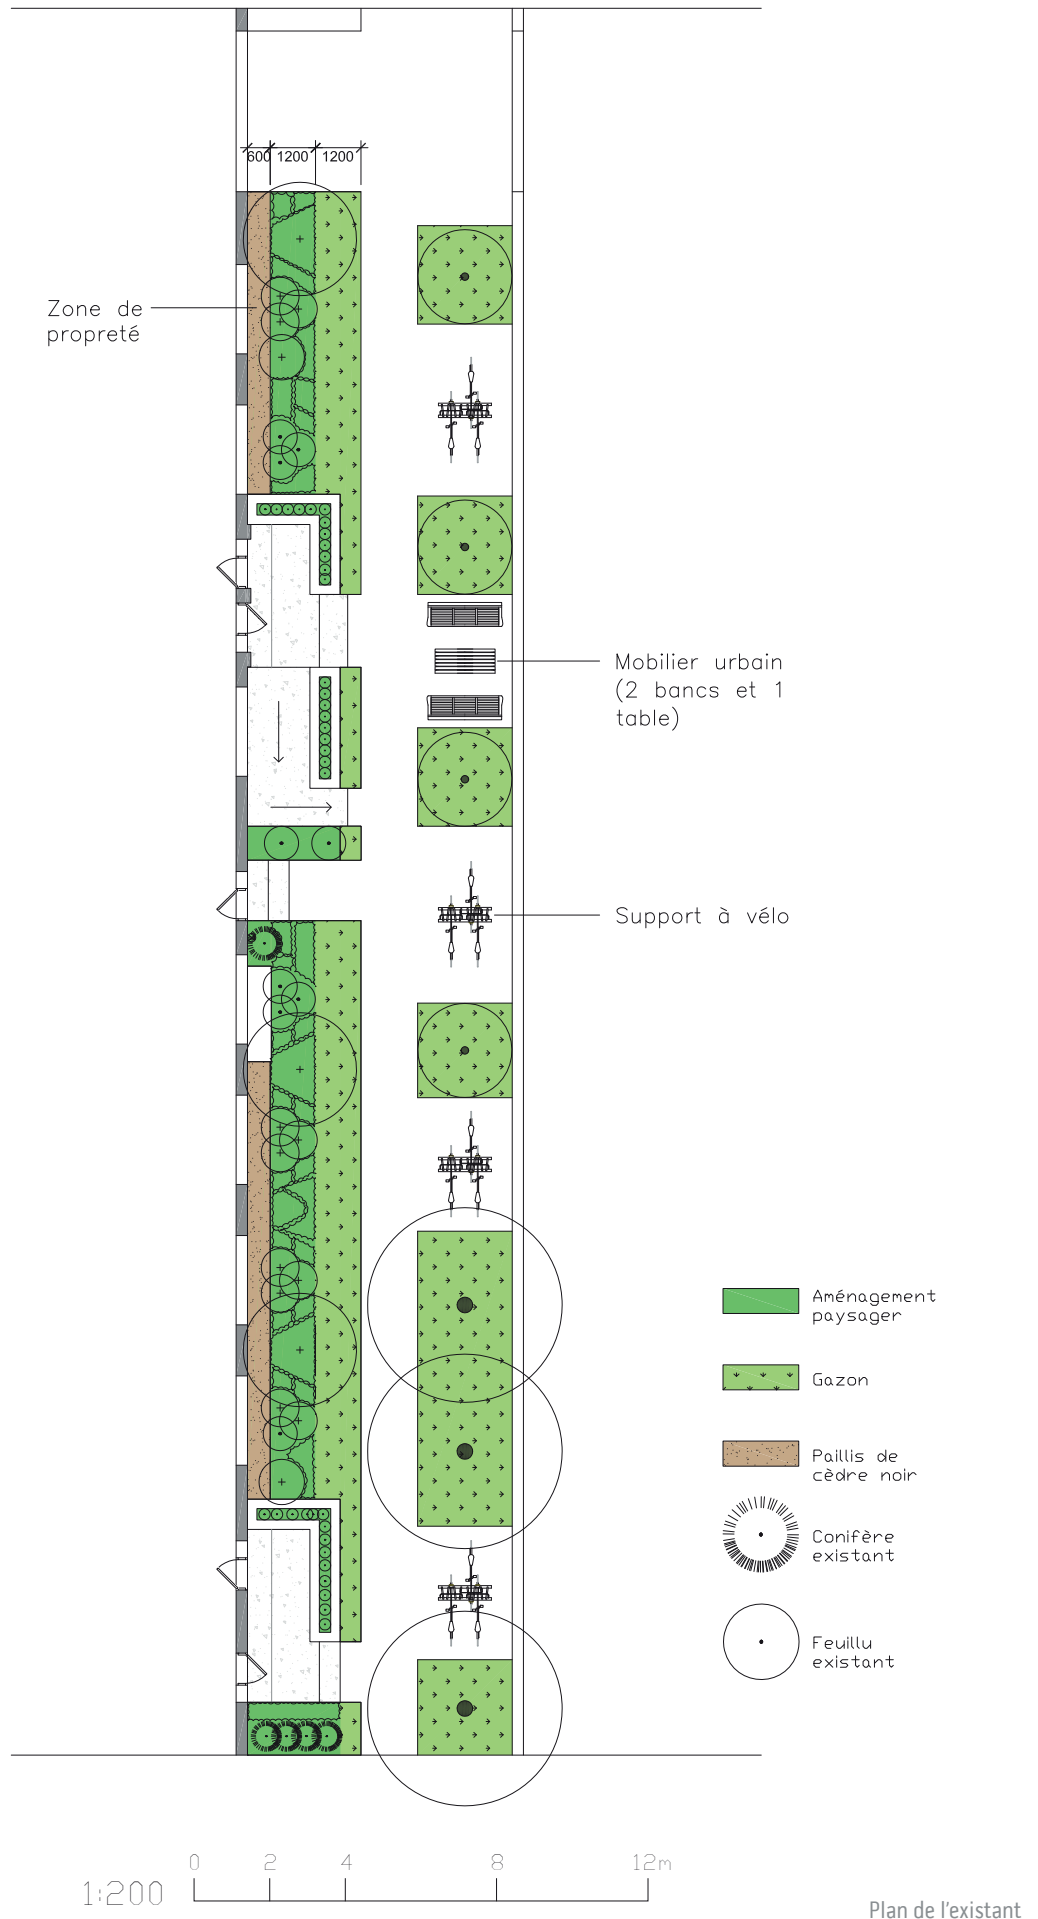 600 1200 1200
Zone de
propreté
Mobilier urbain
(2 bancs et 1
table)
Support à vélo
Aménagement
paysager
Gazon
Paillis de
cèdre noir
Conifère
existant
Feuillu
existant
0 2 4 8 12m
1:200
Plan de l'existant